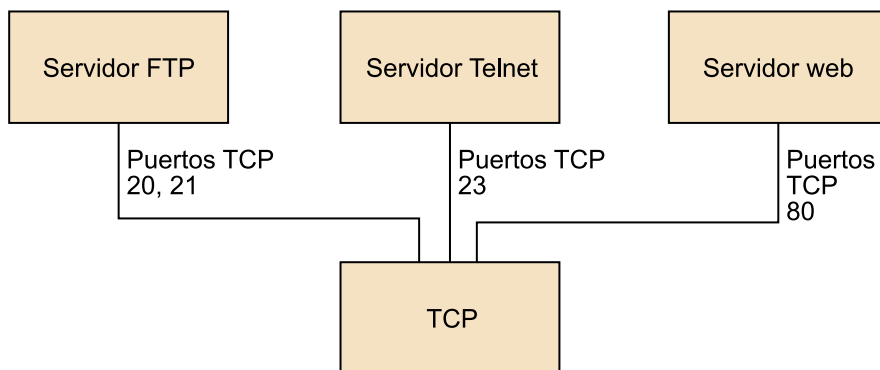 Servidor FTP
Servidor Telnet
Servidor web
Puertos TCP
20, 21
Puertos TCP
23
Puertos
TCP
80
TCP